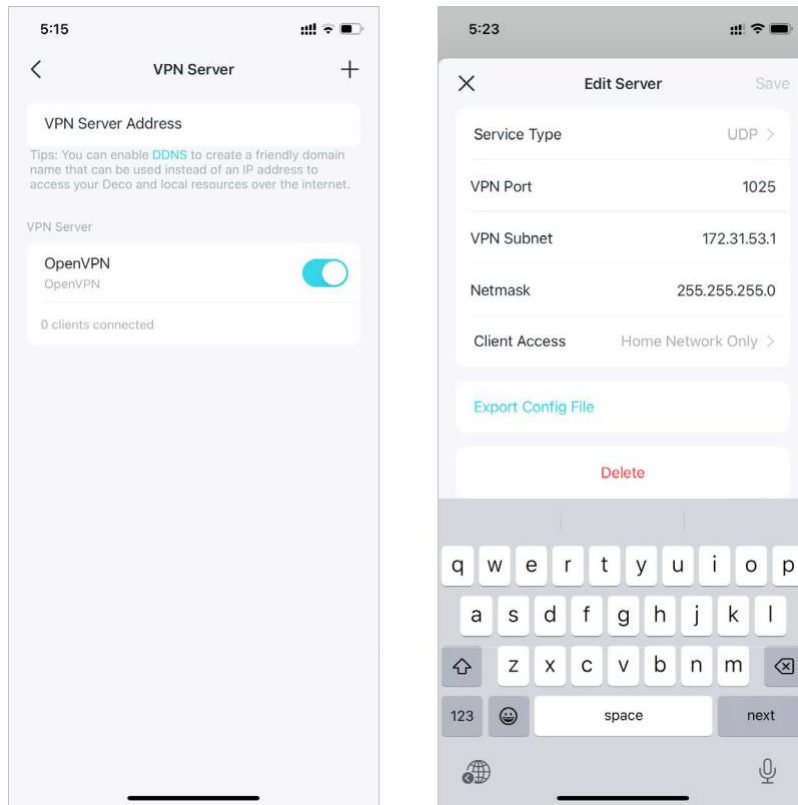 5:15
VPN Server
VPN Server Address
Tips: You can enable DDNS to create a friendly domain
name that can be used instead of an IP address to
access your Deco and local resources over the internet.
VPN Server
OpenVPN
OpenVPN
0 clients connected
5:23
Edit Server Save
Service Type UDP >
VPN Port 1025
VPN Subnet 172.31.53.1
Netmask 255.255.255.0
Client Access Home Network Only >
Export Config File
Delete
q w e r t y u i o p
a s d f g h j k l
z x c v b n m
123 space next